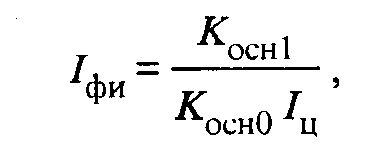 I_фи = K_осн1 / (K_осн0 I_ц),